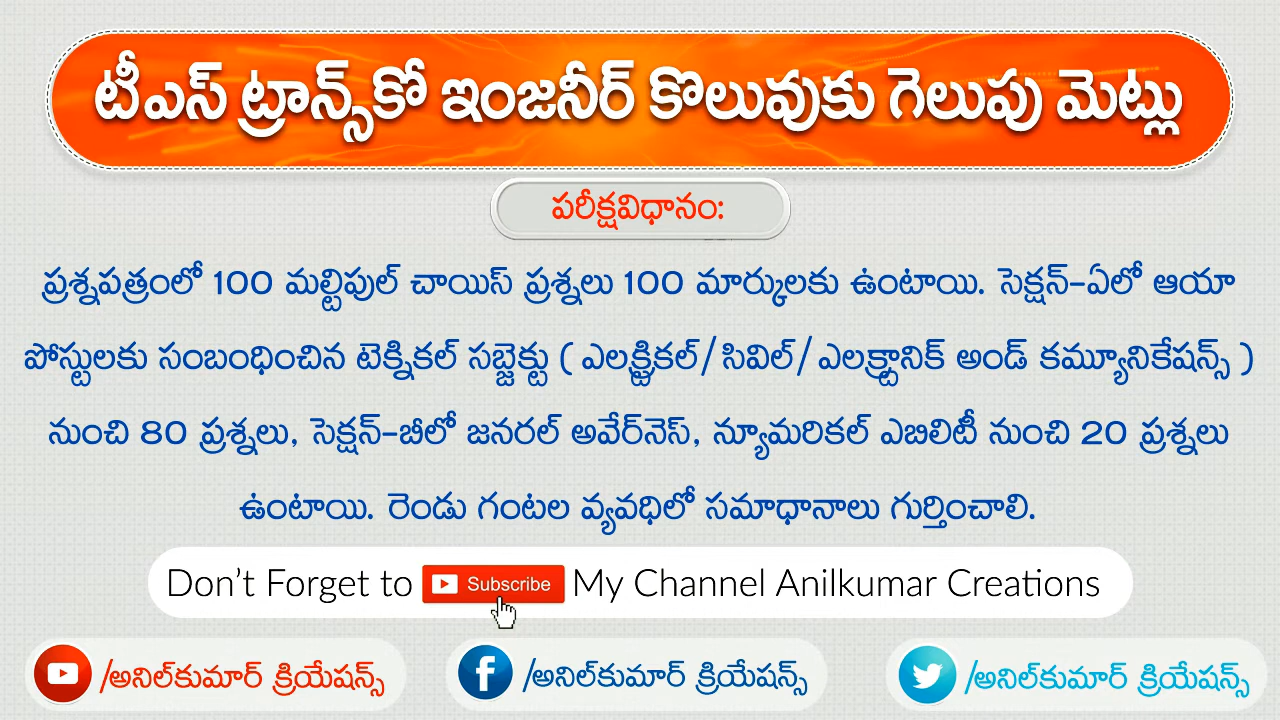 టీఎస్ ట్రాన్స్‌కో ఇంజనీర్ కొలువుకు గెలుపు మెట్లు
పరీక్షవిధానం:
ప్రశ్నపత్రంలో 100 మల్టిపుల్ చాయిస్ ప్రశ్నలు 100 మార్కులకు ఉంటాయి. సెక్షన్-ఏలో ఆయా
పోస్టులకు సంబంధించిన టెక్నికల్ సబ్జెక్టు ( ఎలక్ట్రికల్/సివిల్/ఎలక్ట్రానిక్ అండ్ కమ్యూనికేషన్స్ )
నుంచి 80 ప్రశ్నలు, సెక్షన్-బీలో జనరల్ అవేర్‌నెస్, న్యూమరికల్ ఎబిలిటీ నుంచి 20 ప్రశ్నలు
ఉంటాయి. రెండు గంటల వ్యవధిలో సమాధానాలు గుర్తించాలి.
Don't Forget to Subscribe My Channel Anilkumar Creations
/అనిల్‌కుమార్ క్రియేషన్స్ /అనిల్‌కుమార్ క్రియేషన్స్ /అనిల్‌కుమార్ క్రియేషన్స్